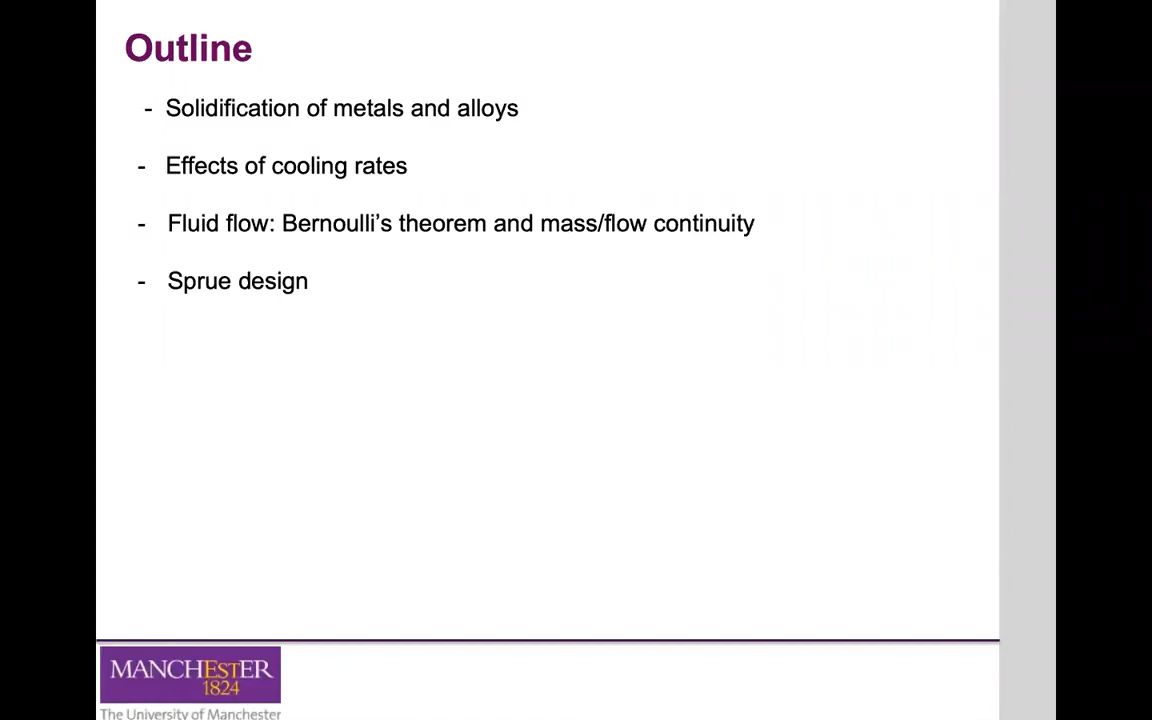 Outline
- Solidification of metals and alloys
- Effects of cooling rates
- Fluid flow: Bernoulli’s theorem and mass/flow continuity
- Sprue design
MANCHESTER
1824
The University of Manchester